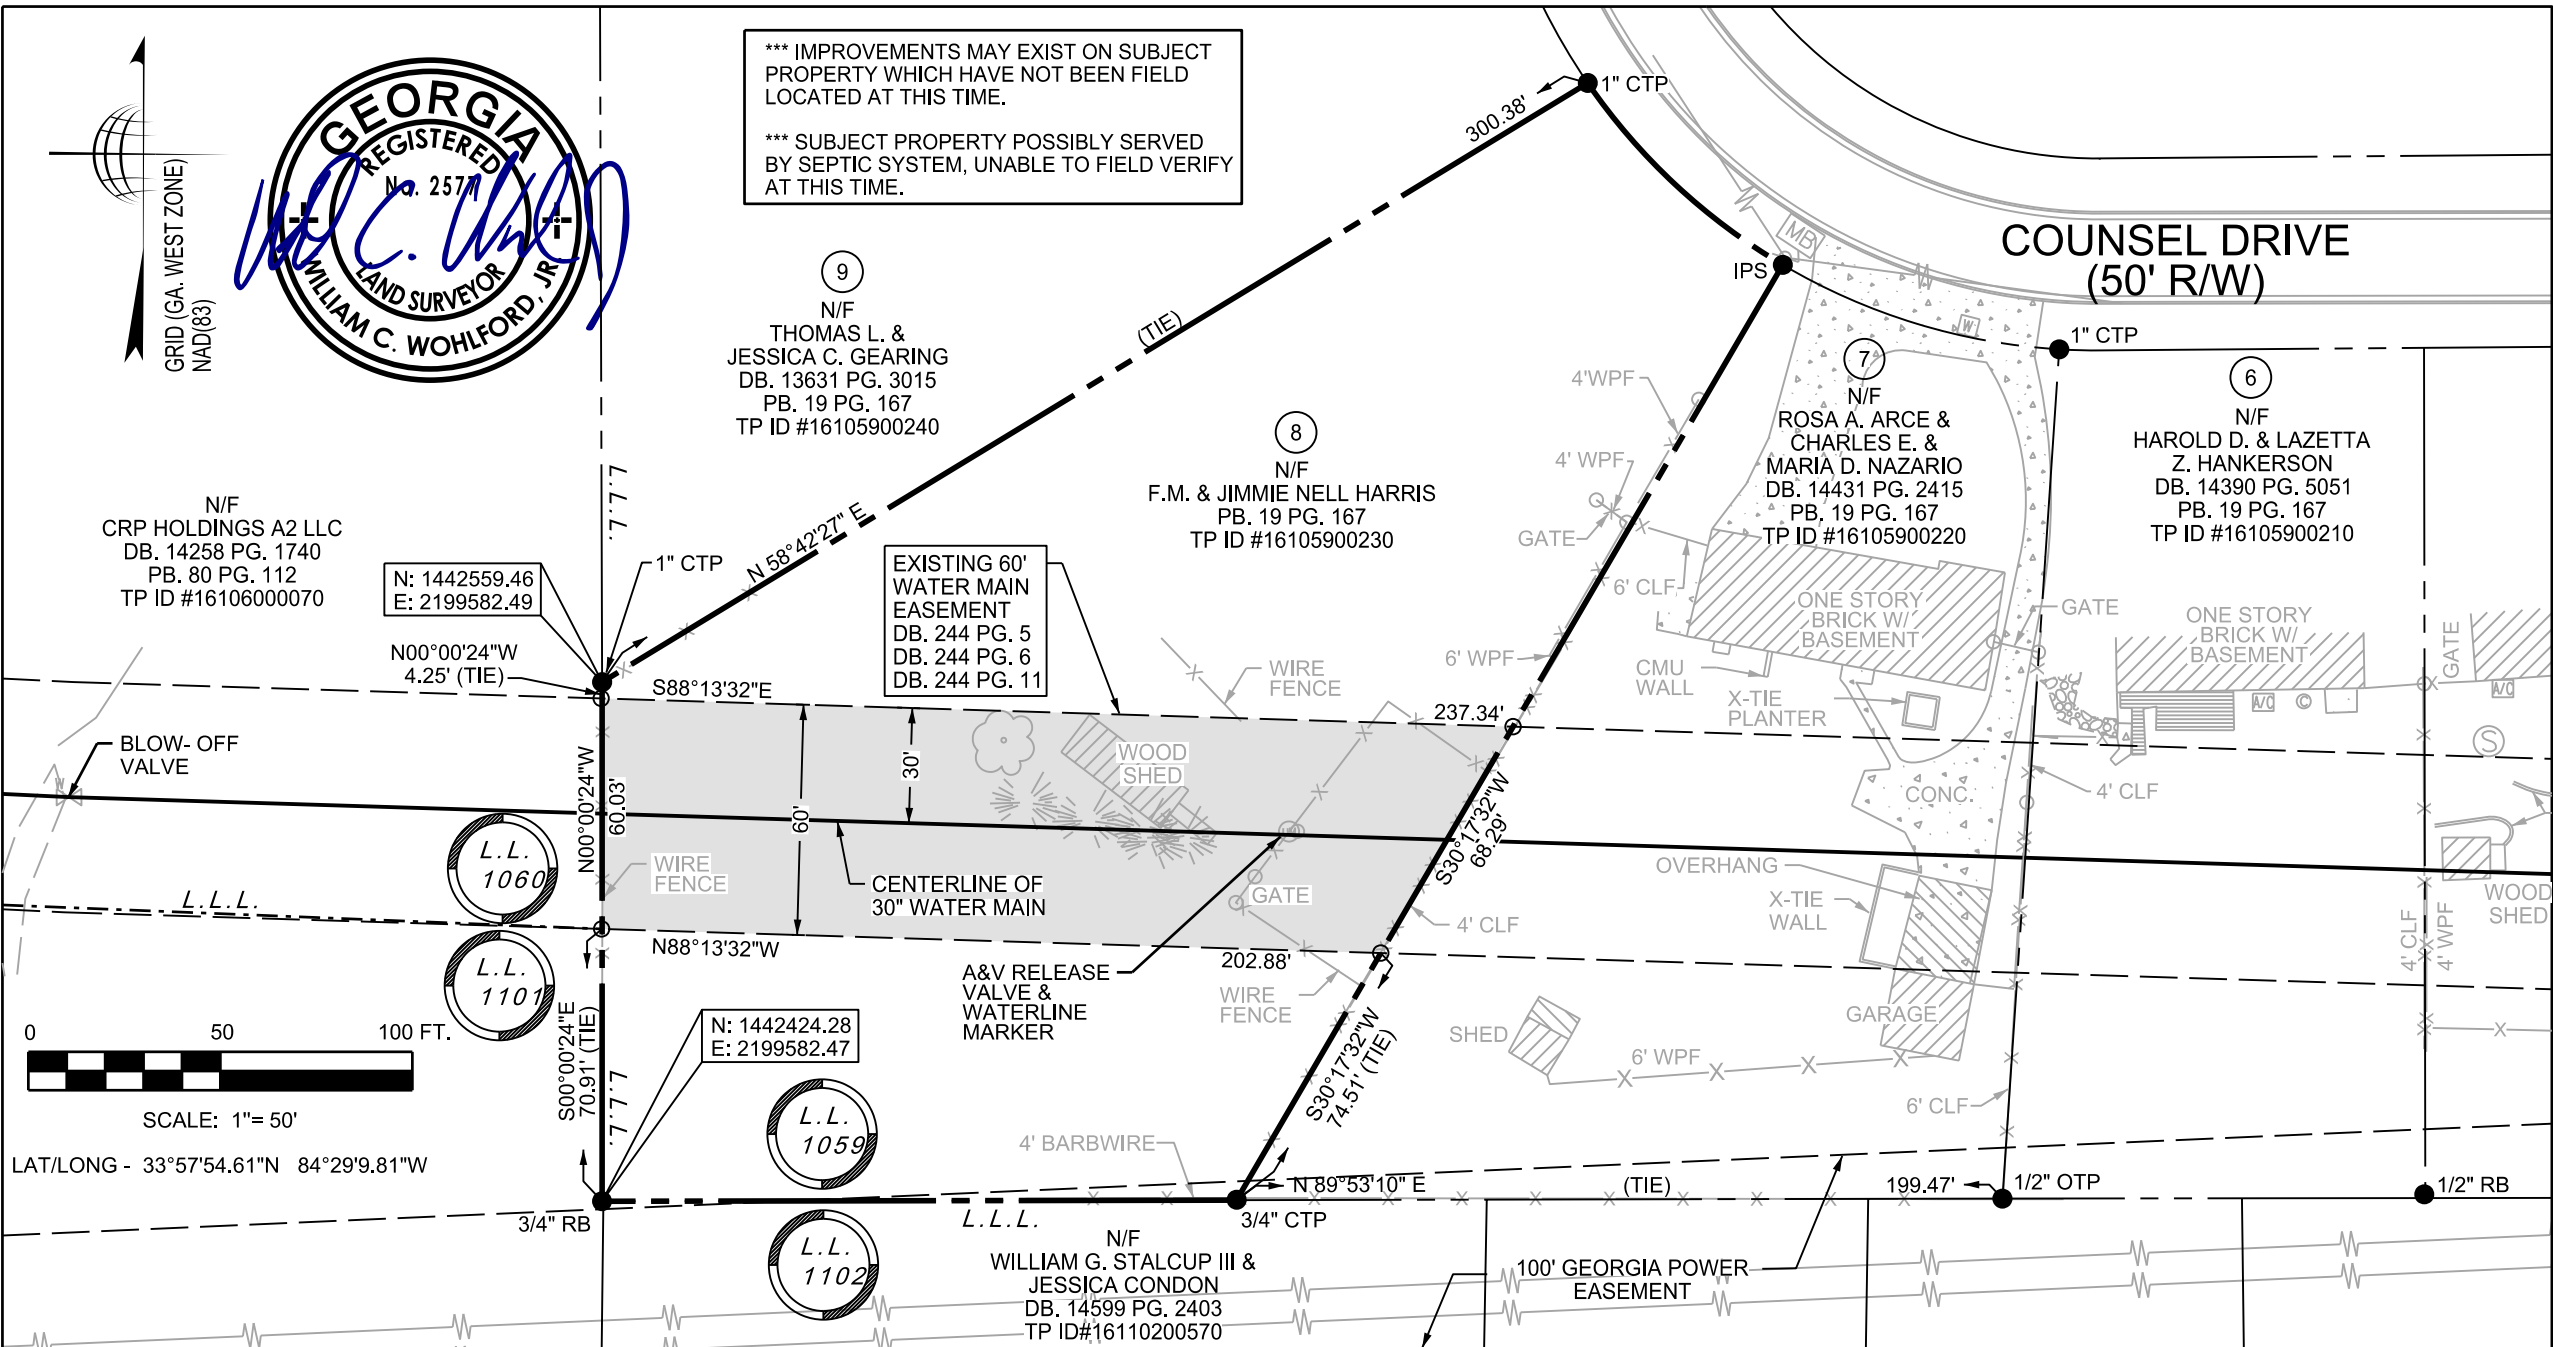 *** IMPROVEMENTS MAY EXIST ON SUBJECT
PROPERTY WHICH HAVE NOT BEEN FIELD
LOCATED AT THIS TIME.
*** SUBJECT PROPERTY POSSIBLY SERVED
BY SEPTIC SYSTEM, UNABLE TO FIELD VERIFY
AT THIS TIME.
GRID (GA. WEST ZONE)
NAD(83)
GEORGIA
REGISTERED
No. 2577
LAND SURVEYOR
WILLIAM C. WOHLFORD, JR.
1" CTP
300.38'
(TIE)
N 58°42'27" E
COUNSEL DRIVE
(50' R/W)
MB
IPS
W
1" CTP
9
N/F
THOMAS L. &
JESSICA C. GEARING
DB. 13631 PG. 3015
PB. 19 PG. 167
TP ID #16105900240
8
N/F
F.M. & JIMMIE NELL HARRIS
PB. 19 PG. 167
TP ID #16105900230
7
N/F
ROSA A. ARCE &
CHARLES E. &
MARIA D. NAZARIO
DB. 14431 PG. 2415
PB. 19 PG. 167
TP ID #16105900220
6
N/F
HAROLD D. & LAZETTA
Z. HANKERSON
DB. 14390 PG. 5051
PB. 19 PG. 167
TP ID #16105900210
N/F
CRP HOLDINGS A2 LLC
DB. 14258 PG. 1740
PB. 80 PG. 112
TP ID #16106000070
L.L.L.
1" CTP
N: 1442559.46
E: 2199582.49
N00°00'24"W
4.25' (TIE)
EXISTING 60'
WATER MAIN
EASEMENT
DB. 244 PG. 5
DB. 244 PG. 6
DB. 244 PG. 11
4'WPF
4' WPF
GATE
6' CLF
6' WPF
WIRE
FENCE
ONE STORY
BRICK W/
BASEMENT
GATE
CMU
WALL
X-TIE
PLANTER
ONE STORY
BRICK W/
BASEMENT
GATE
A/C
C
A/C
S
S88°13'32"E
237.34'
BLOW- OFF
VALVE
WOOD
SHED
30'
60'
N00°00'24"W
60.03'
S30°17'32"W
68.29'
CONC.
4' CLF
OVERHANG
X-TIE
WALL
WOOD
SHED
4' CLF
4' WPF
L.L.
1060
WIRE
FENCE
CENTERLINE OF
30" WATER MAIN
GATE
4' CLF
L.L.L.
N88°13'32"W
202.88'
L.L.
1101
A&V RELEASE
VALVE &
WATERLINE
MARKER
WIRE
FENCE
GARAGE
SHED
6' WPF
6' CLF
S30°17'32"W
74.51' (TIE)
S00°00'24"E
70.91' (TIE)
L.L.L.
N: 1442424.28
E: 2199582.47
0 50 100 FT.
SCALE: 1"= 50'
LAT/LONG - 33°57'54.61"N 84°29'9.81"W
L.L.
1059
4' BARBWIRE
N 89°53'10" E
(TIE)
199.47'
1/2" OTP
1/2" RB
3/4" RB
L.L.L.
3/4" CTP
L.L.
1102
N/F
WILLIAM G. STALCUP III &
JESSICA CONDON
DB. 14599 PG. 2403
TP ID#16110200570
100' GEORGIA POWER
EASEMENT